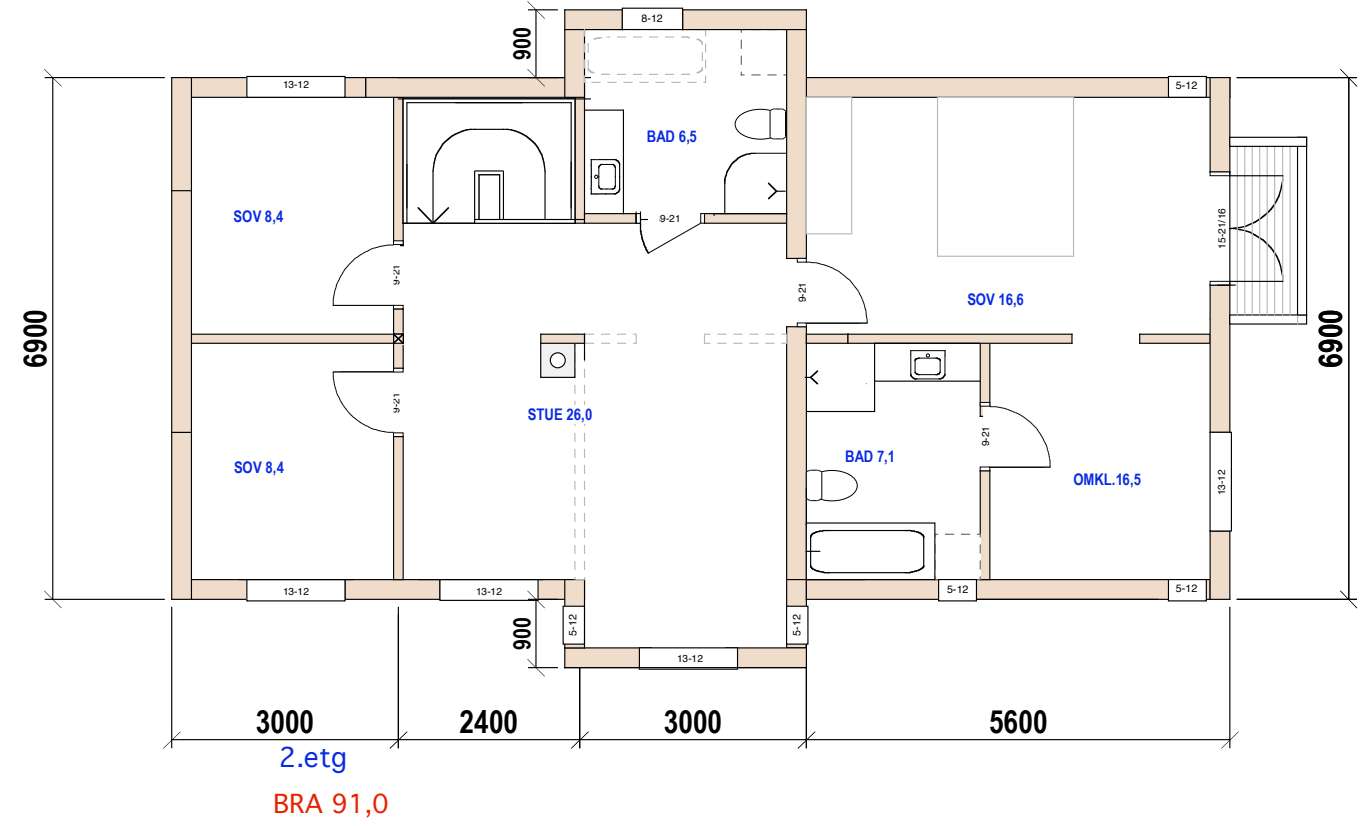 8-12
900
13-12
5-12
BAD 6,5
SOV 8,4
9-21
15-21/16
9-21
9-21
SOV 16,6
6900
6900
9-21
STUE 26,0
9-21
BAD 7,1
SOV 8,4
OMKL.16,5
13-12
13-12
13-12
5-12
5-12
900
5-12
5-12
13-12
3000
2400
3000
5600
2.etg
BRA 91,0